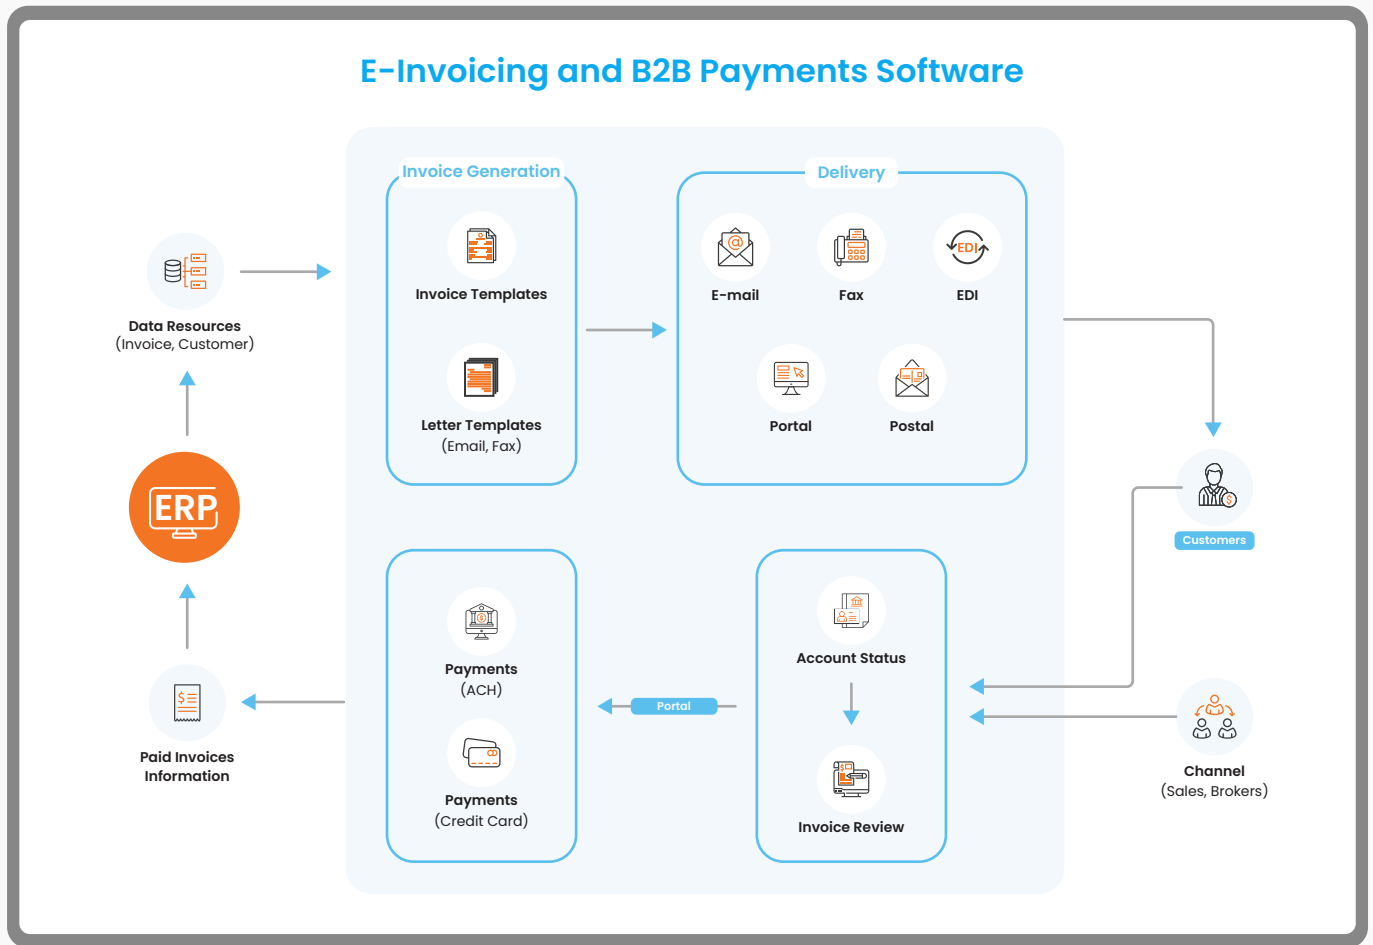 E-Invoicing and B2B Payments Software
Invoice Generation
Delivery
Invoice Templates
Letter Templates
(Email, Fax)
@
E-mail
Fax
EDI
EDI
Portal
Postal
Data Resources
(Invoice, Customer)
ERP
Paid Invoices
Information
Payments
(ACH)
Payments
(Credit Card)
Portal
Account Status
Invoice Review
Customers
Channel
(Sales, Brokers)